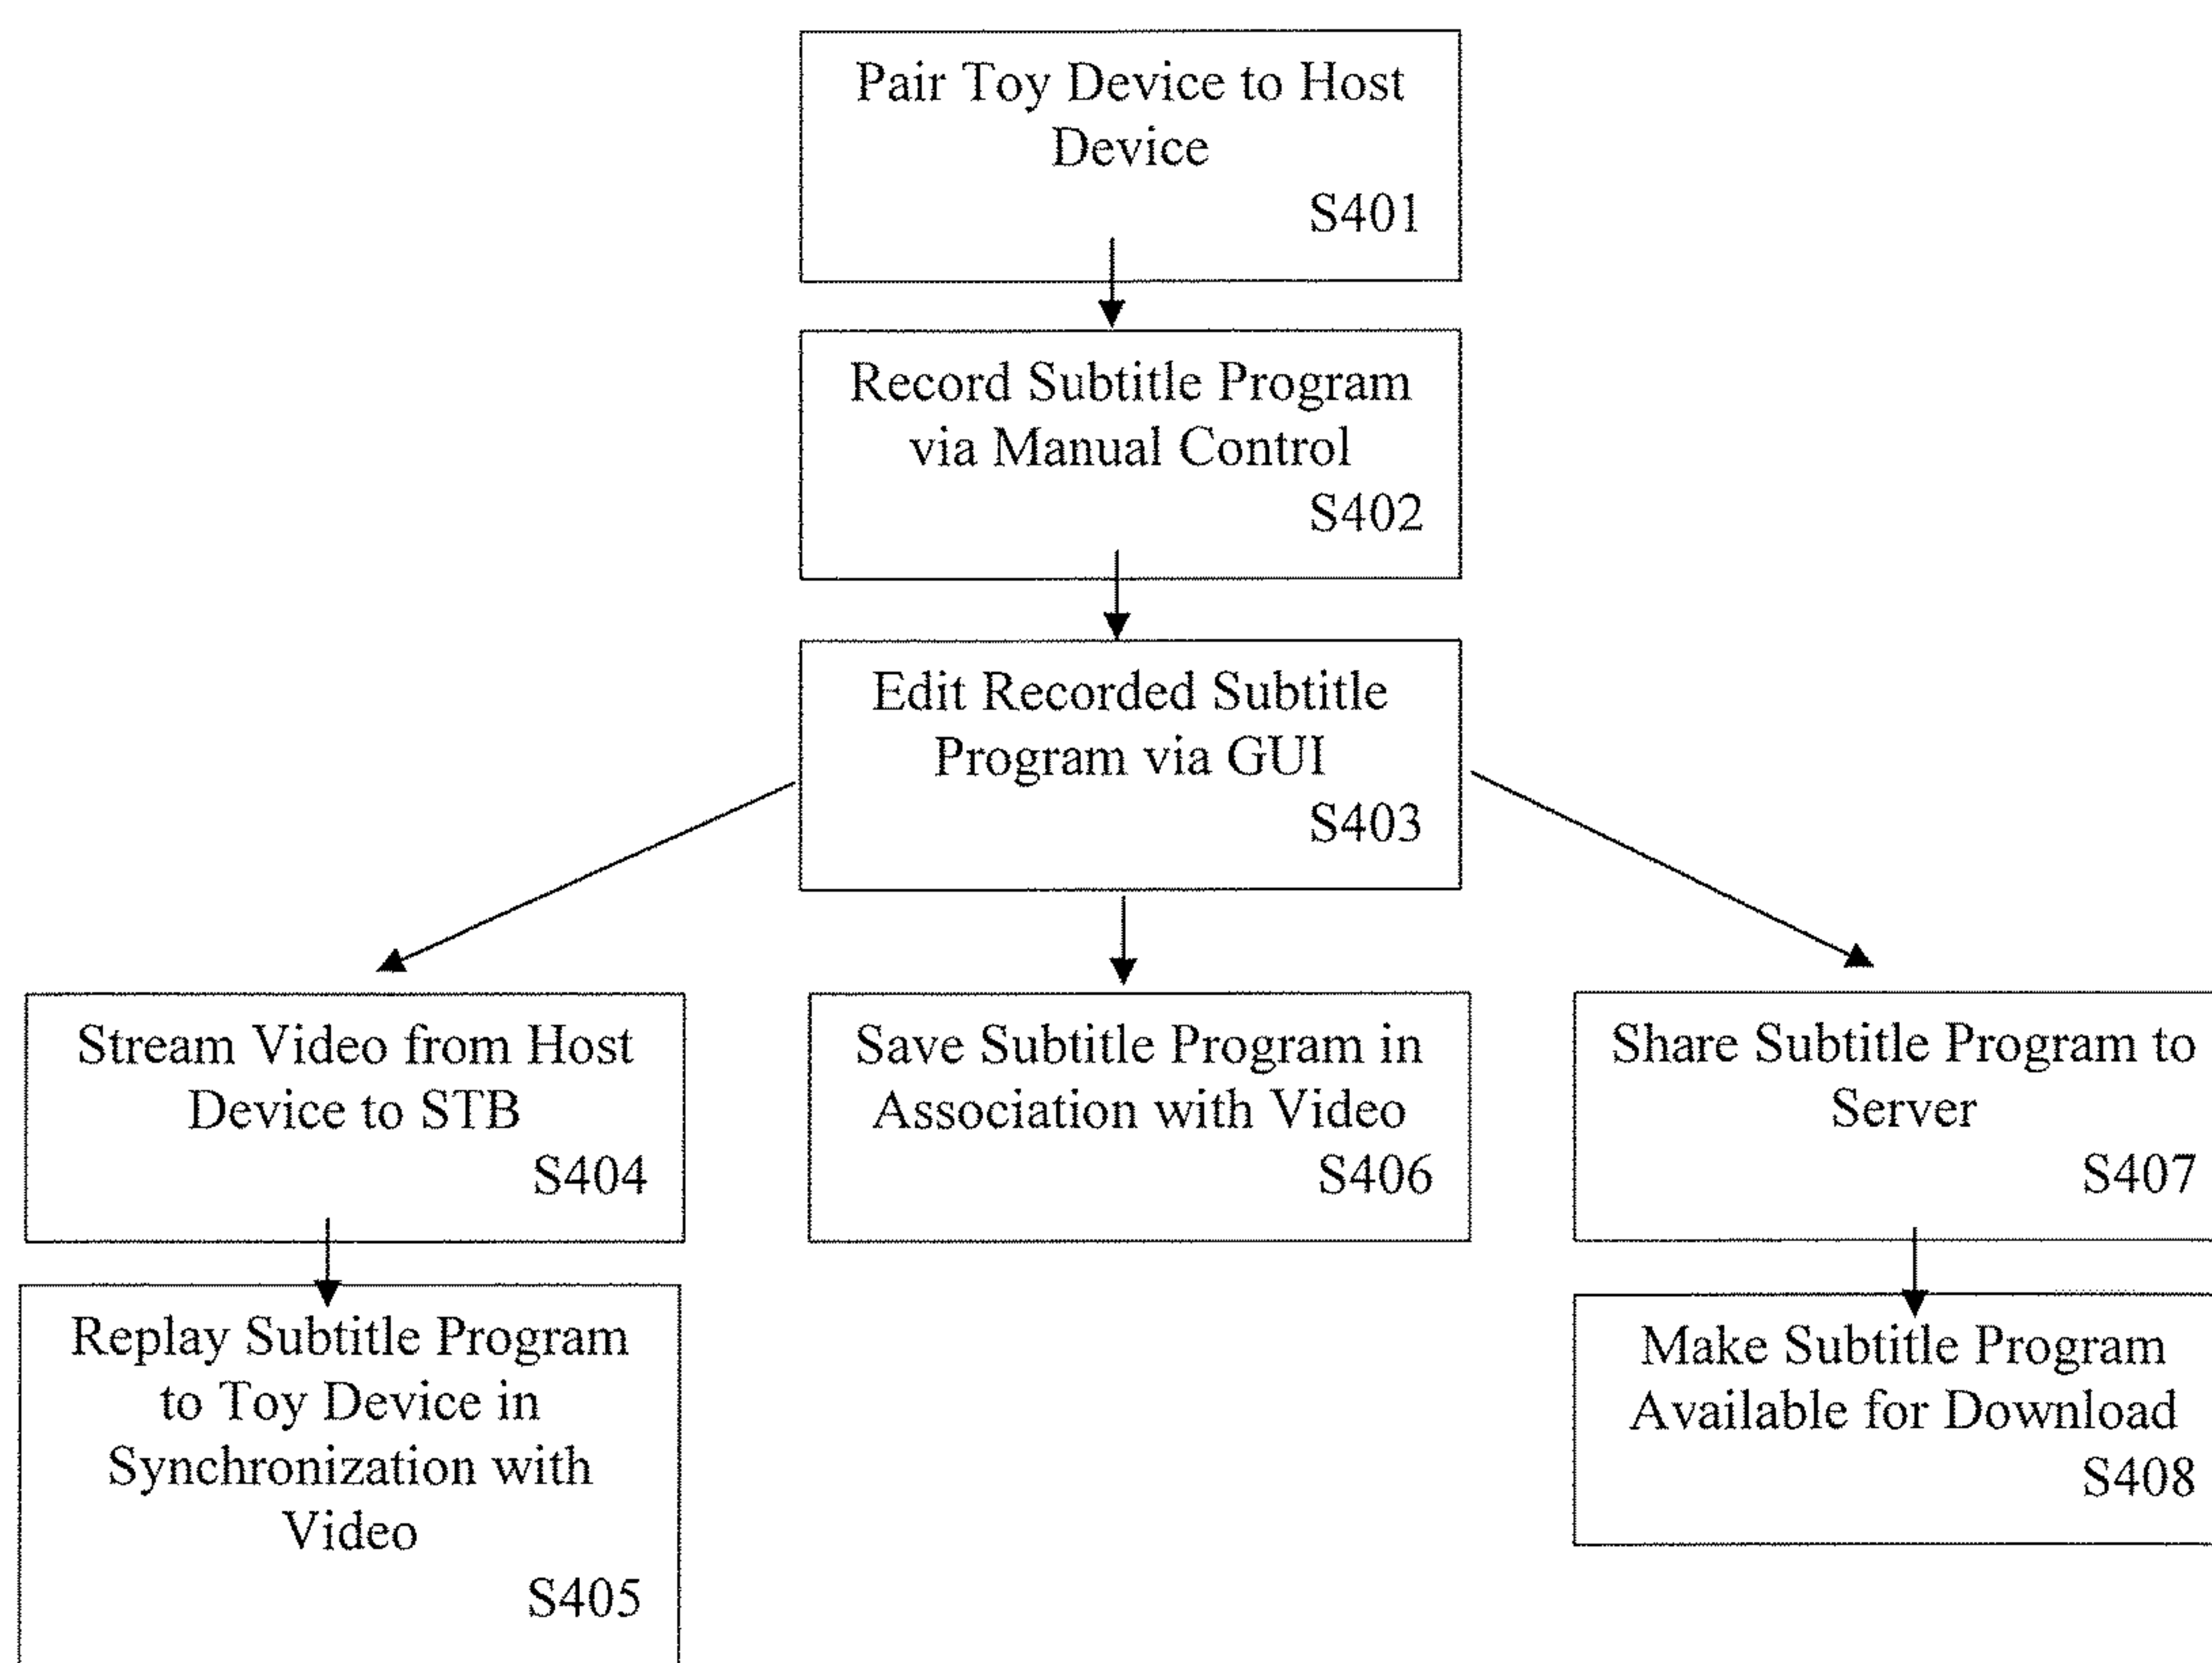 Pair Toy Device to Host
Device
S401
Record Subtitle Program
via Manual Control
S402
Edit Recorded Subtitle
Program via GUI
S403
Stream Video from Host
Device to STB
S404
Replay Subtitle Program
to Toy Device in
Synchronization with
Video
S405
Save Subtitle Program in
Association with Video
S406
Share Subtitle Program to
Server
S407
Make Subtitle Program
Available for Download
S408